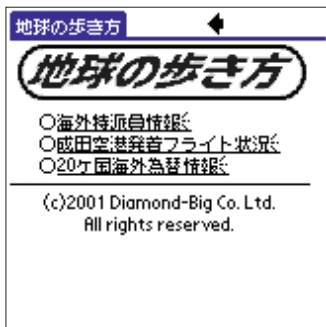 地球の歩き方
地球の歩き方
○海外特派員情報
○成田空港発着フライト状況
○20ケ国海外為替情報
(c)2001 Diamond-Big Co. Ltd.
All rights reserved.